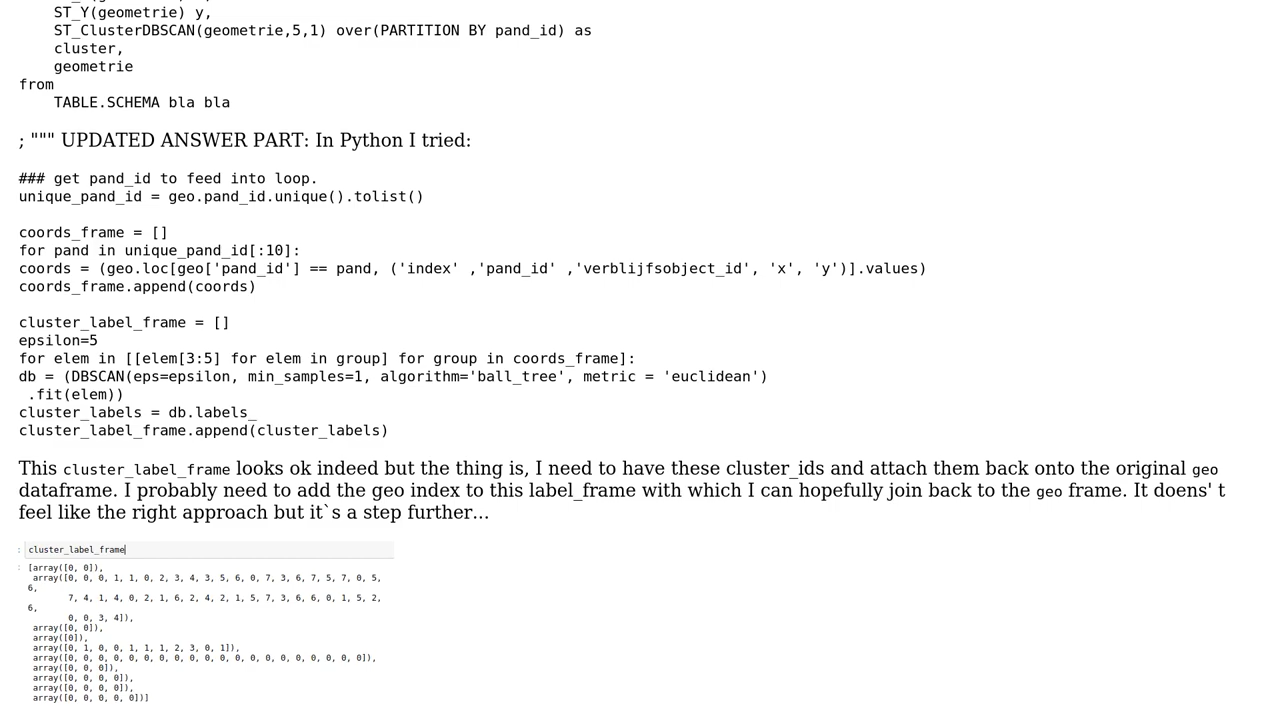 ST_Y(geometrie) y,
ST_ClusterDBSCAN(geometrie,5,1) over(PARTITION BY pand_id) as
cluster,
geometrie
from
TABLE.SCHEMA bla bla
; """ UPDATED ANSWER PART: In Python I tried:
### get pand_id to feed into loop.
unique_pand_id = geo.pand_id.unique().tolist()
coords_frame = []
for pand in unique_pand_id[:10]:
coords = (geo.loc[geo['pand_id'] == pand, ('index' ,'pand_id' ,'verblijfsobject_id', 'x', 'y')].values)
coords_frame.append(coords)
cluster_label_frame = []
epsilon=5
for elem in [[elem[3:5] for elem in group] for group in coords_frame]:
db = (DBSCAN(eps=epsilon, min_samples=1, algorithm='ball_tree', metric = 'euclidean')
.fit(elem))
cluster_labels = db.labels_
cluster_label_frame.append(cluster_labels)
This cluster_label_frame looks ok indeed but the thing is, I need to have these cluster_ids and attach them back onto the original geo
dataframe. I probably need to add the geo index to this label_frame with which I can hopefully join back to the geo frame. It doens' t
feel like the right approach but it`s a step further...
: cluster_label_frame
: [array([0, 0]),
array([0, 0, 0, 1, 1, 0, 2, 3, 4, 3, 5, 6, 0, 7, 3, 6, 7, 5, 7, 0, 5,
6,
7, 4, 1, 4, 0, 2, 1, 6, 2, 4, 2, 1, 5, 7, 3, 6, 6, 0, 1, 5, 2,
6,
0, 0, 3, 4]),
array([0, 0]),
array([0]),
array([0, 1, 0, 0, 1, 1, 1, 2, 3, 0, 1]),
array([0, 0, 0, 0, 0, 0, 0, 0, 0, 0, 0, 0, 0, 0, 0, 0, 0, 0, 0, 0]),
array([0, 0, 0]),
array([0, 0, 0, 0]),
array([0, 0, 0, 0]),
array([0, 0, 0, 0, 0])]